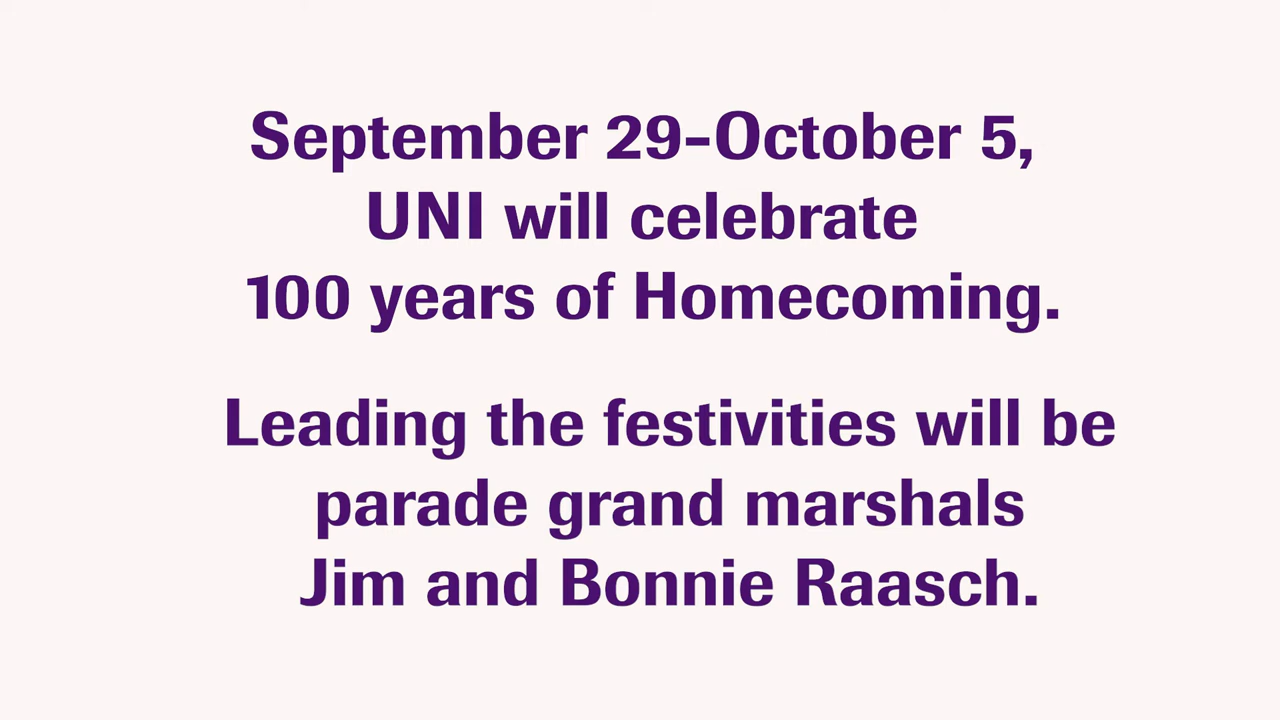 September 29-October 5,
UNI will celebrate
100 years of Homecoming.
Leading the festivities will be
parade grand marshals
Jim and Bonnie Raasch.